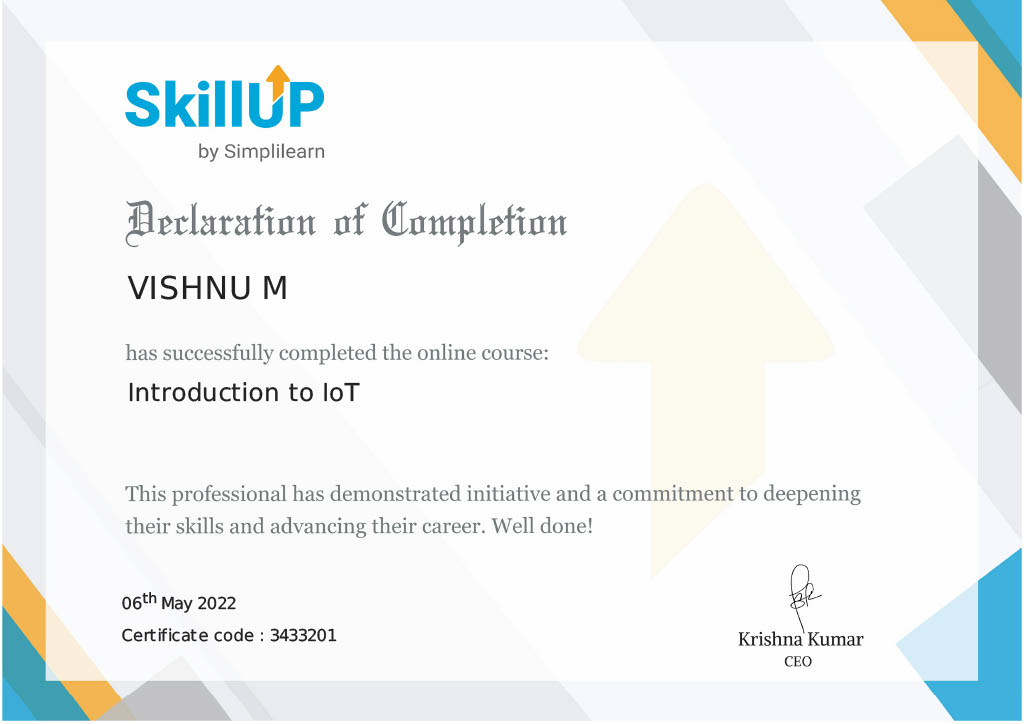 SkillUP
by Simplilearn
Declaration of Completion
VISHNU M
has successfully completed the online course:
Introduction to IoT
This professional has demonstrated initiative and a commitment to deepening
their skills and advancing their career. Well done!
06th May 2022
Certificate code : 3433201
Krishna Kumar
CEO